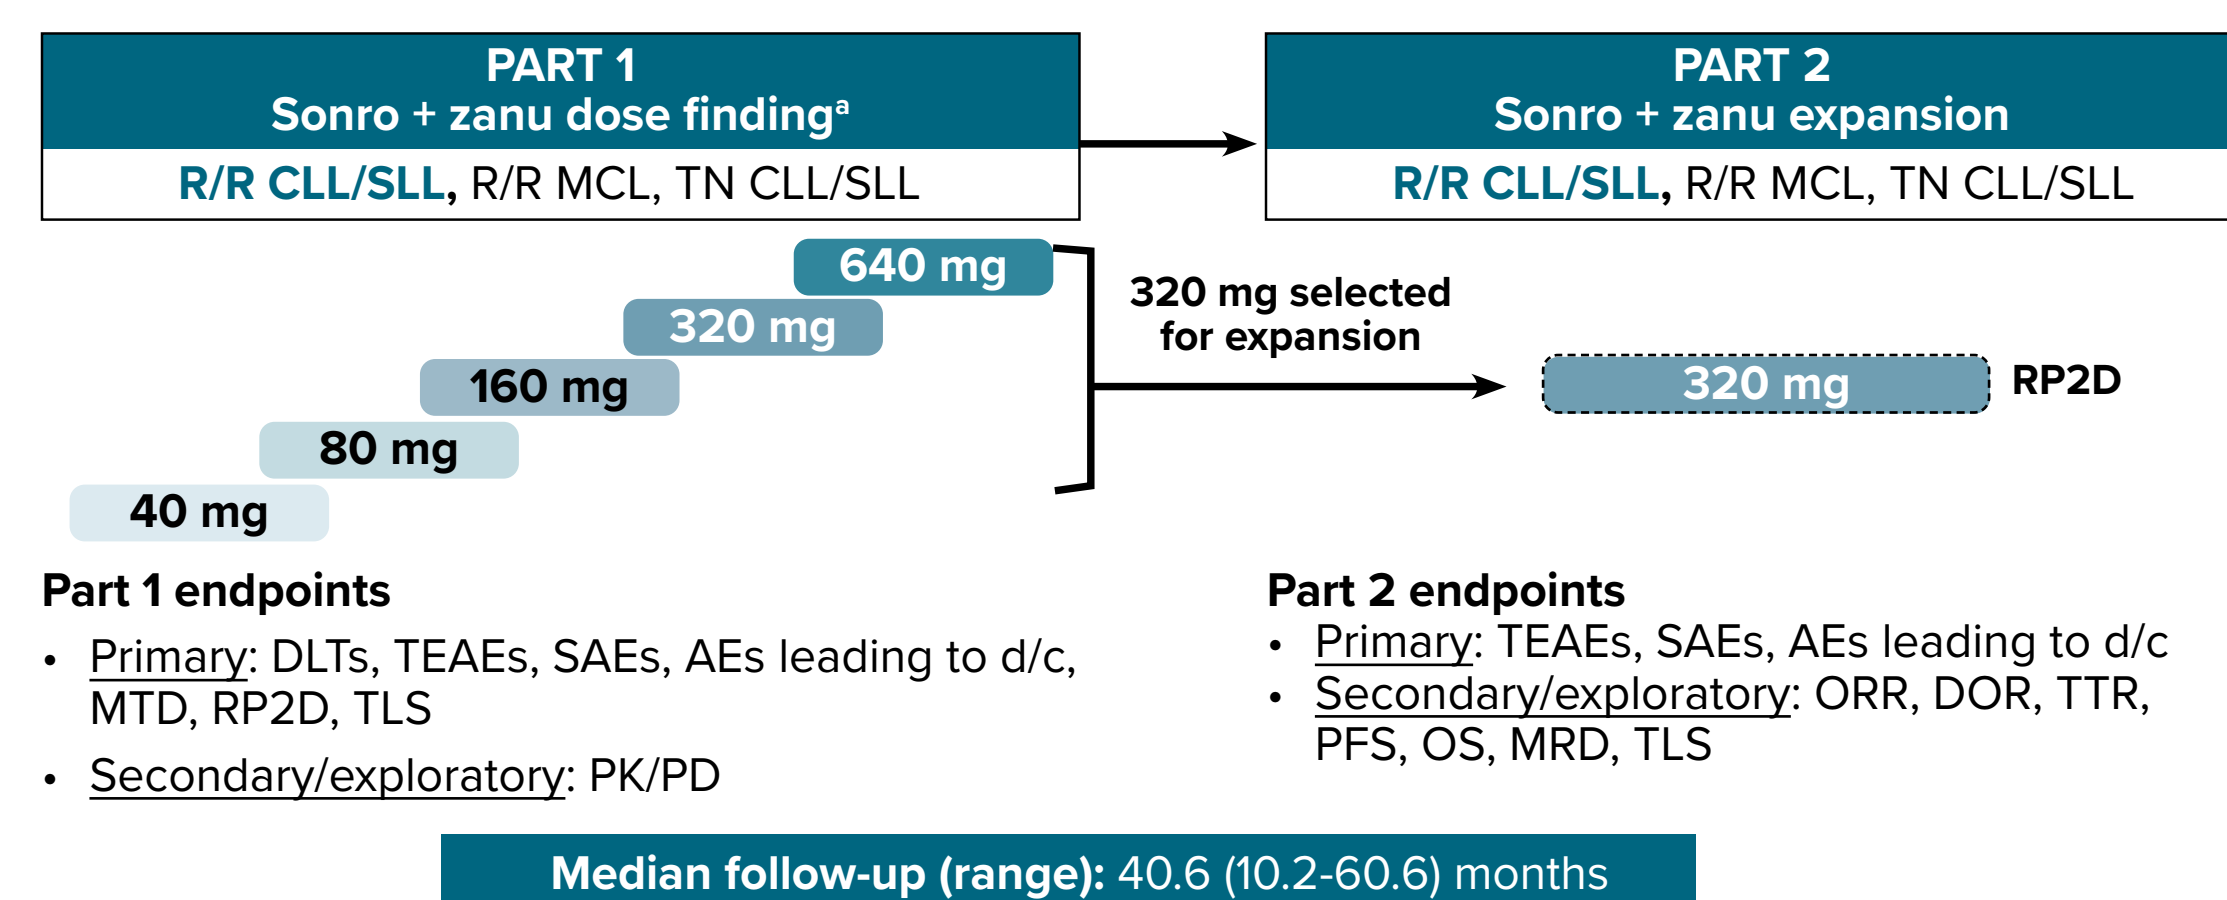 PART 1
Sonro + zanu dose findingᵃ
R/R CLL/SLL, R/R MCL, TN CLL/SLL
PART 2
Sonro + zanu expansion
R/R CLL/SLL, R/R MCL, TN CLL/SLL
640 mg
320 mg
160 mg
80 mg
40 mg
320 mg selected
for expansion
320 mg
RP2D
Part 1 endpoints
• Primary: DLTs, TEAEs, SAEs, AEs leading to d/c,
MTD, RP2D, TLS
• Secondary/exploratory: PK/PD
Part 2 endpoints
• Primary: TEAEs, SAEs, AEs leading to d/c
• Secondary/exploratory: ORR, DOR, TTR,
PFS, OS, MRD, TLS
Median follow-up (range): 40.6 (10.2-60.6) months